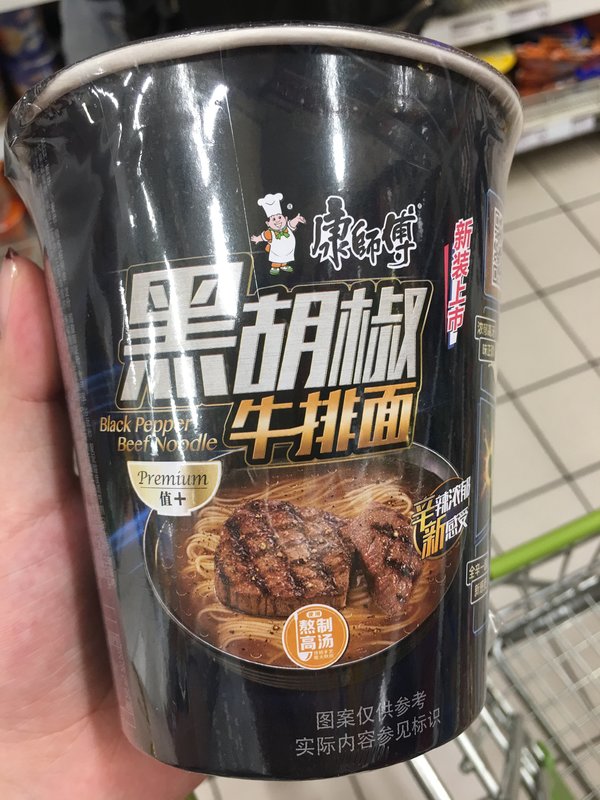 康師傅
新装上市
黑胡椒
牛排面
Black Pepper
Beef Noodle
Premium
值+
辛辣浓郁
新感受
熬制
高汤
图案仅供参考
实际内容参见标识